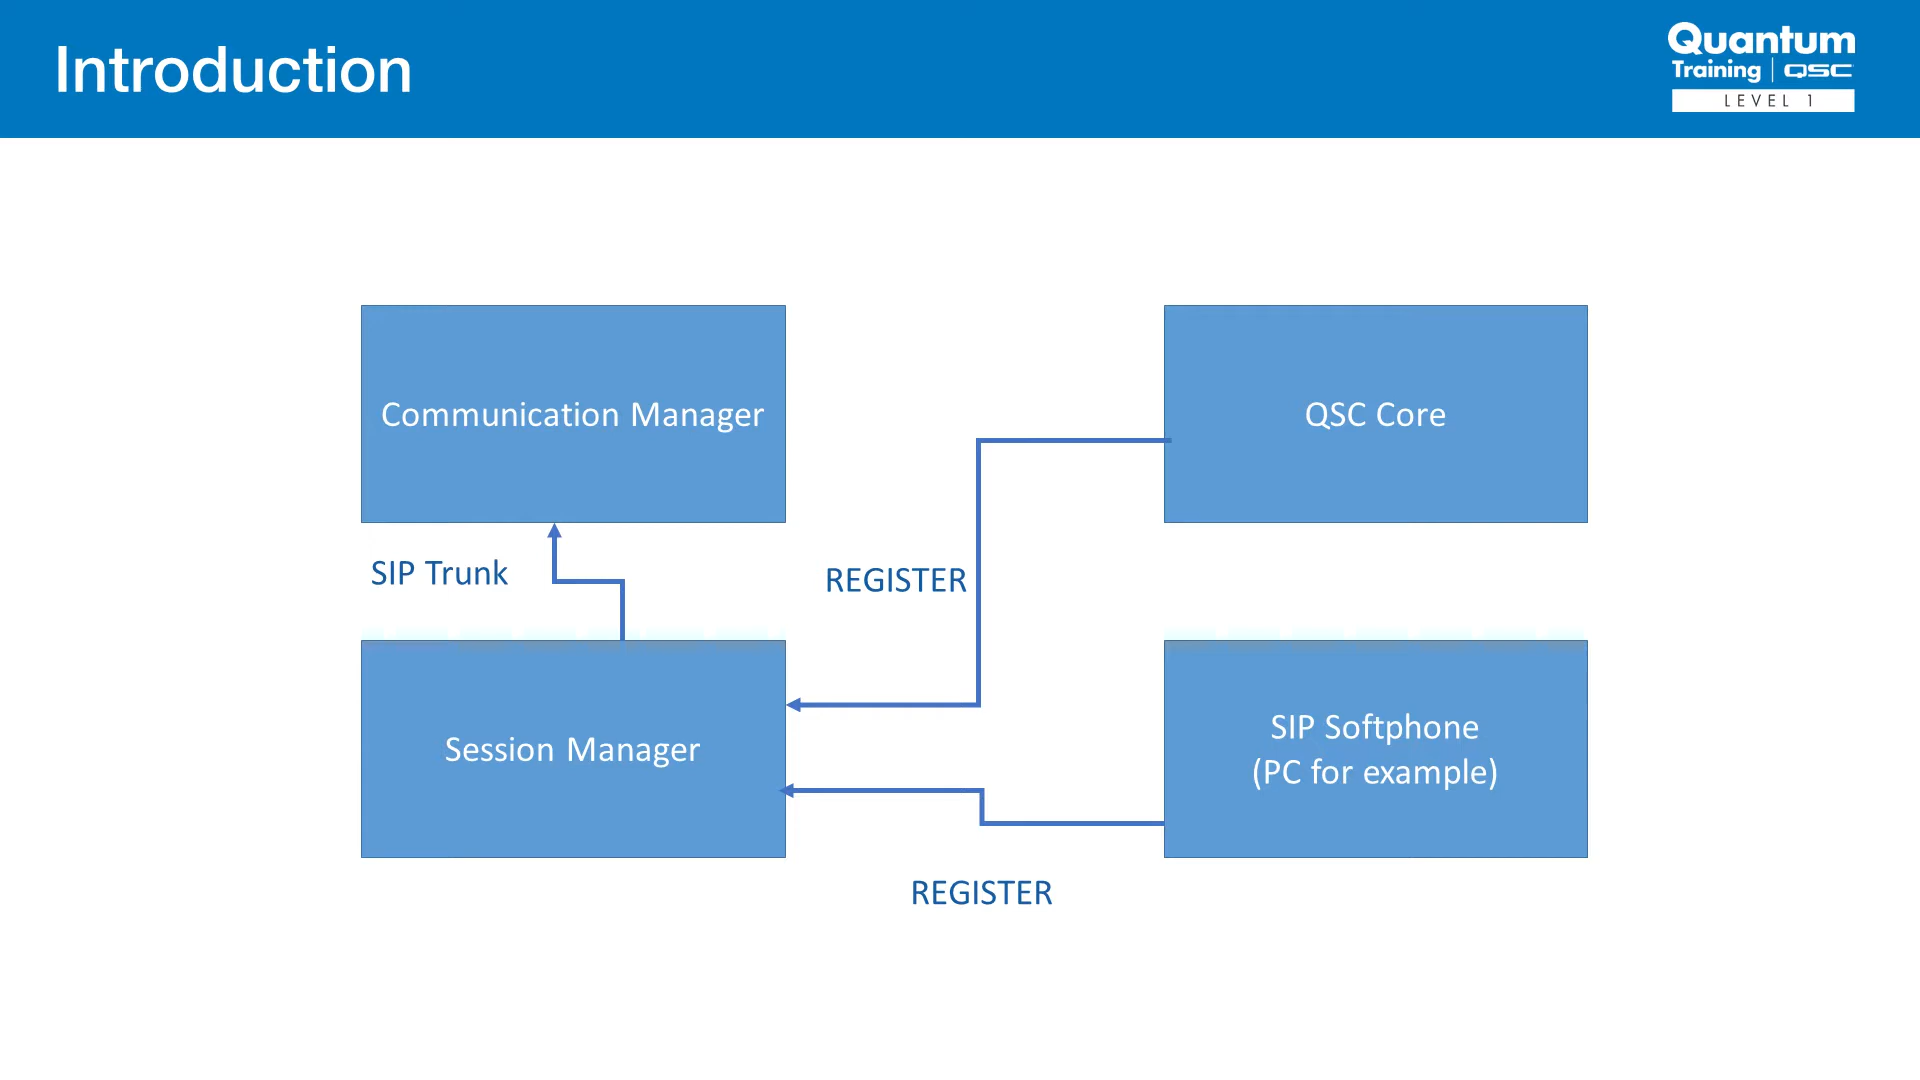 Introduction
Quantum
Training | QSC
LEVEL 1
Communication Manager
QSC Core
SIP Trunk
REGISTER
Session Manager
SIP Softphone
(PC for example)
REGISTER